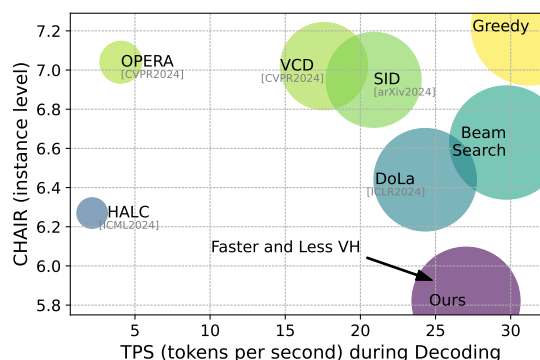 7.2
7.0
6.8
6.6
6.4
6.2
6.0
5.8
CHAIR (instance level)
Greedy
OPERA
[CVPR2024]
VCD
[CVPR2024]
SID
[arXiv2024]
Beam
Search
DoLa
[ICLR2024]
HALC
[ICML2024]
Faster and Less VH
Ours
5 10 15 20 25 30
TPS (tokens per second) during Decoding